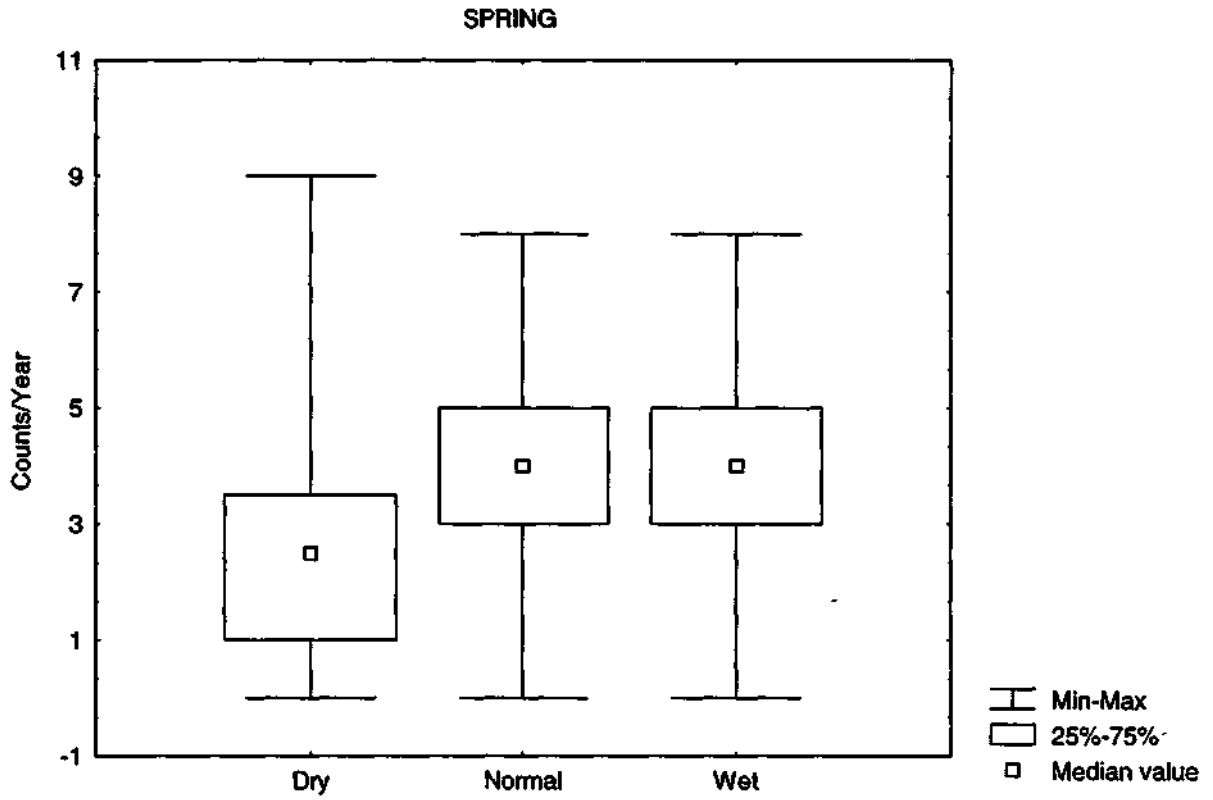 SPRING
11
9
7
5
3
1
-1
Counts/Year
Dry Normal Wet
Min-Max
25%-75%
Median value